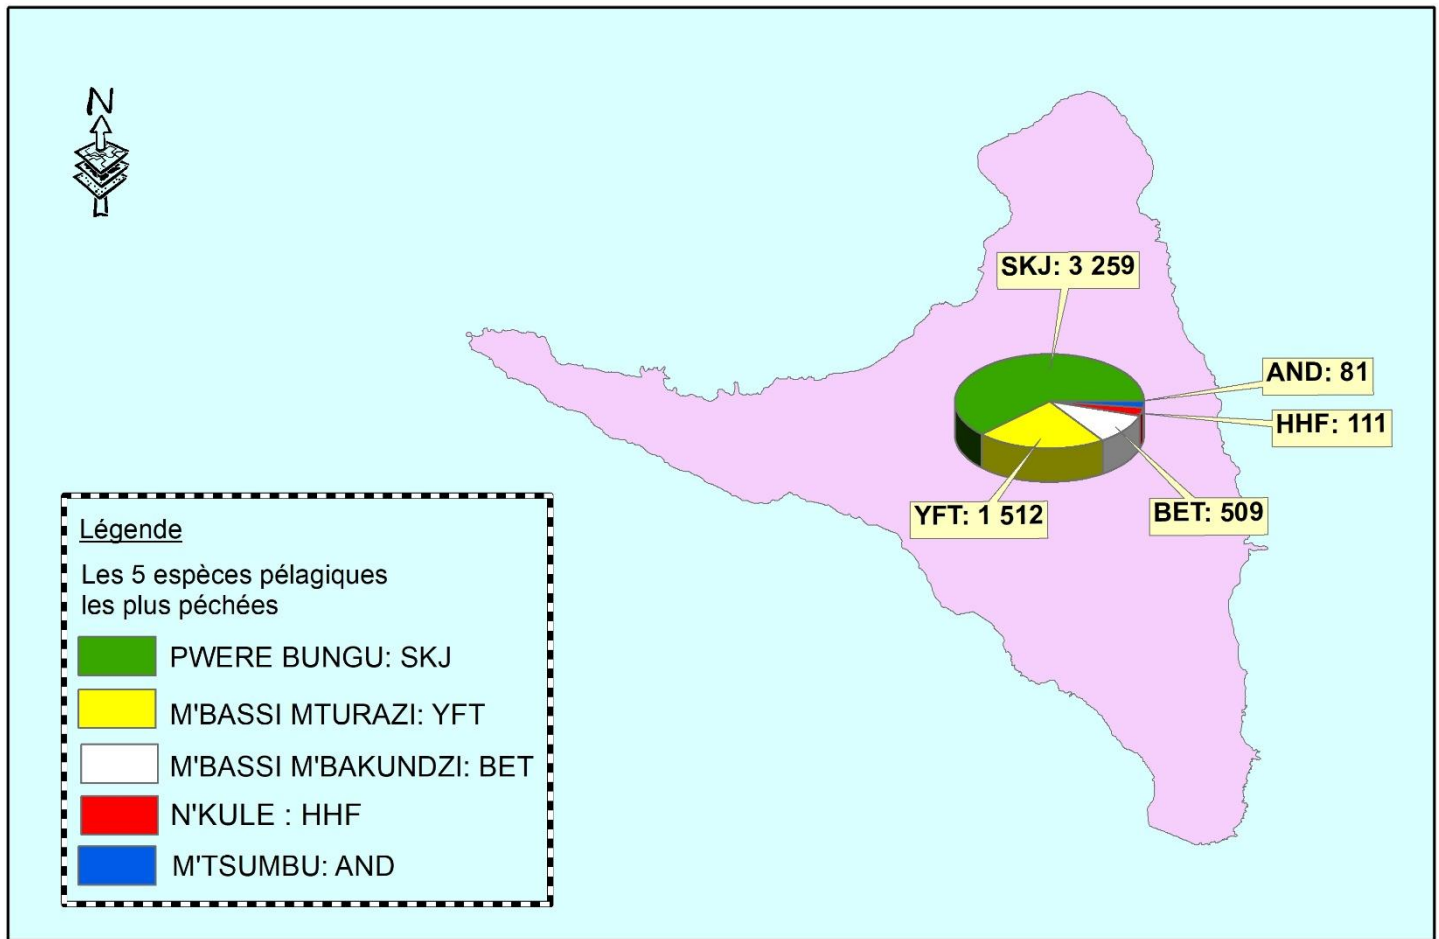 N
SKJ: 3 259
AND: 81
HHF: 111
YFT: 1 512
BET: 509
Légende
Les 5 espèces pélagiques
les plus péchées
PWERE BUNGU: SKJ
M'BASSI MTURAZI: YFT
M'BASSI M'BAKUNDZI: BET
N'KULE : HHF
M'TSUMBU: AND